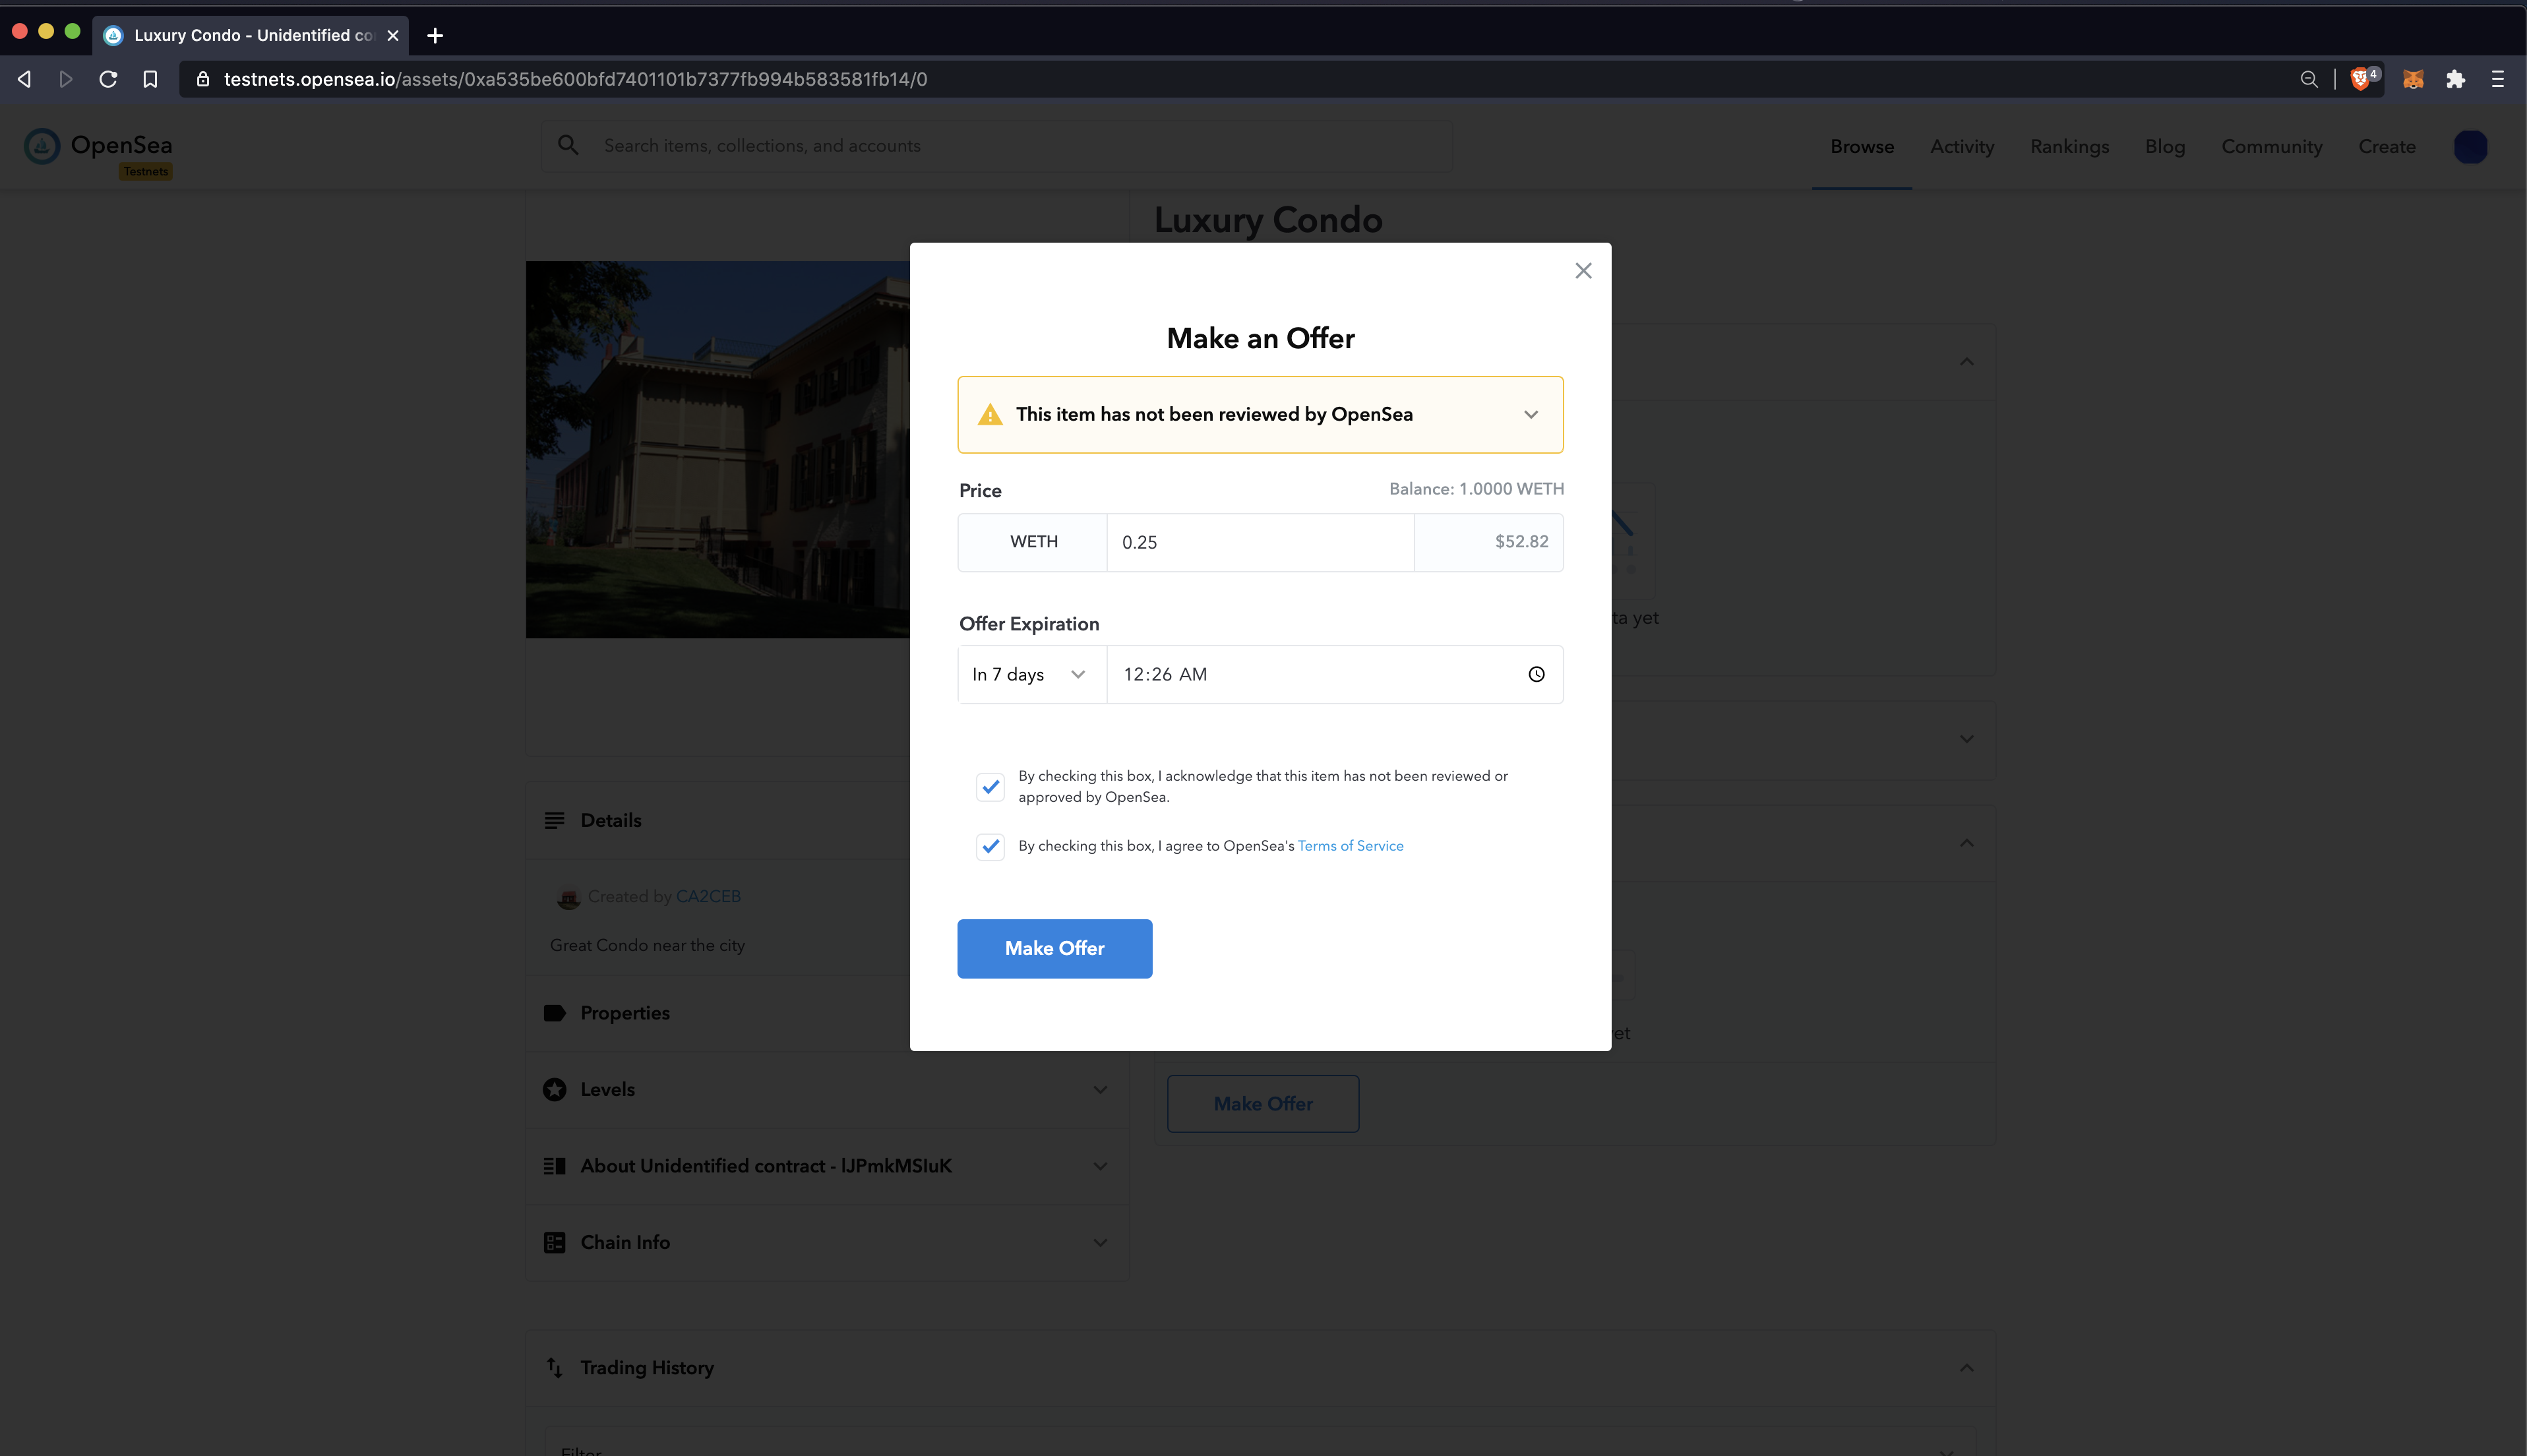 Luxury Condo - Unidentified co
testnets.opensea.io/assets/0xa535be600bfd7401101b7377fb994b583581fb14/0
4
OpenSea
Testnets
Search items, collections, and accounts
Browse
Activity
Rankings
Blog
Community
Create
Luxury Condo
Make an Offer
This item has not been reviewed by OpenSea
Price
Balance: 1.0000 WETH
WETH
0.25
$52.82
Offer Expiration
In 7 days
12:26 AM
By checking this box, I acknowledge that this item has not been reviewed or
approved by OpenSea.
By checking this box, I agree to OpenSea's Terms of Service
Make Offer
ta yet
Details
Created by CA2CEB
Great Condo near the city
Properties
Levels
About Unidentified contract - lJPmkMSIuK
Chain Info
et
Make Offer
Trading History
Filter